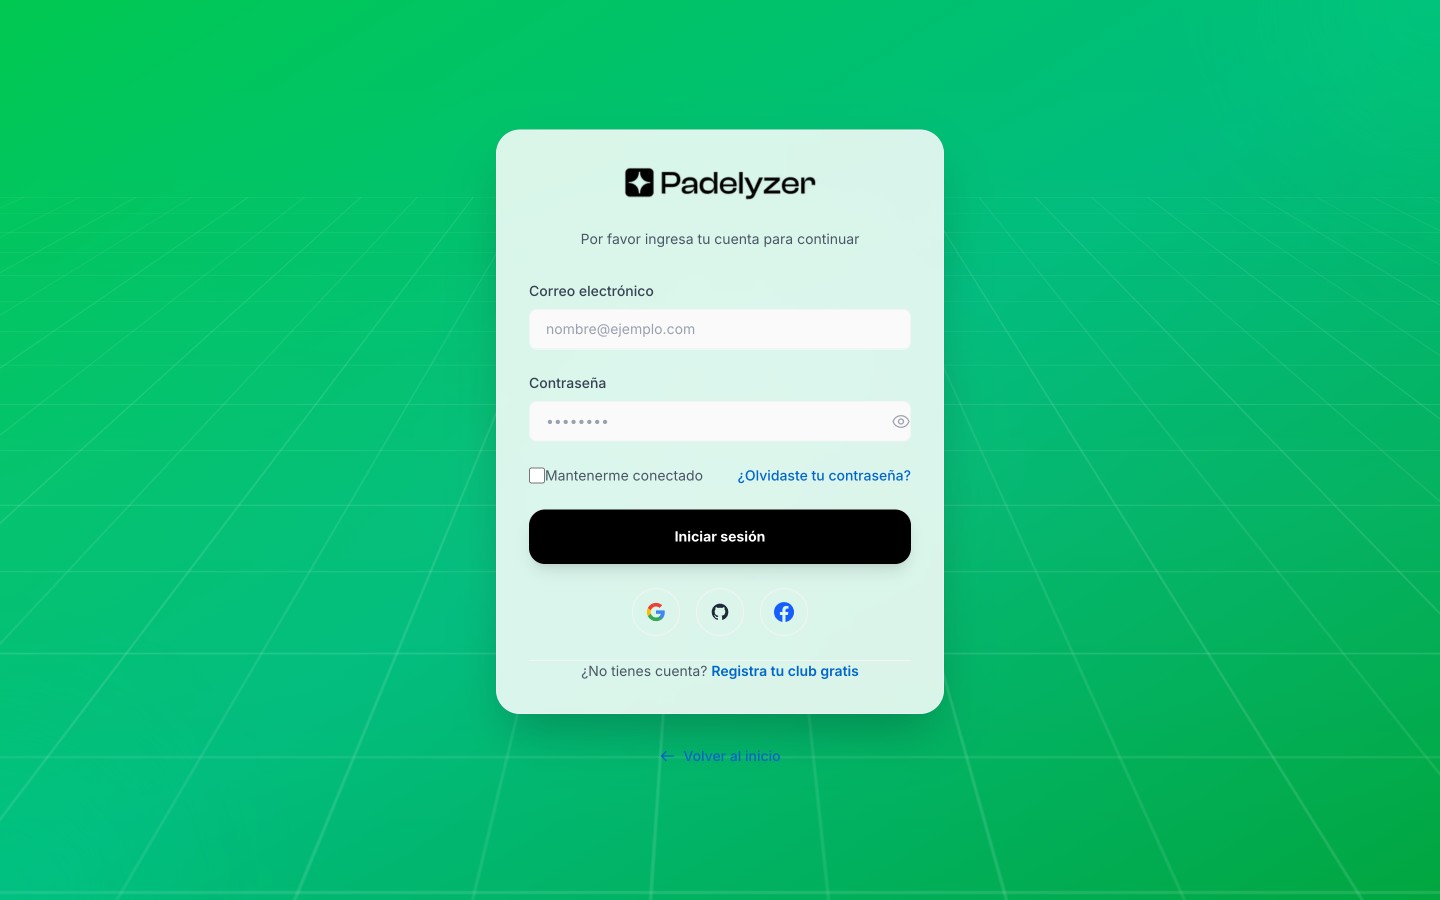 Padelyzer
Por favor ingresa tu cuenta para continuar
Correo electrónico
nombre@ejemplo.com
Contraseña
••••••••
Mantenerme conectado ¿Olvidaste tu contraseña?
Iniciar sesión
¿No tienes cuenta? Registra tu club gratis
← Volver al inicio